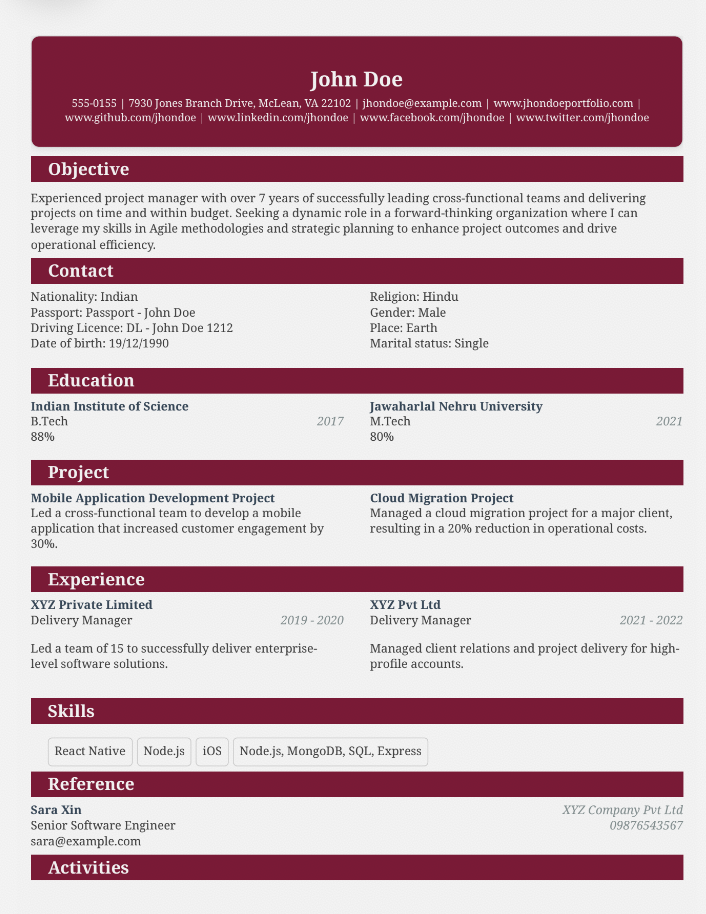 John Doe
555-0155 | 7930 Jones Branch Drive, McLean, VA 22102 | jhondoe@example.com | www.jhondoeportfolio.com |
www.github.com/jhondoe | www.linkedin.com/jhondoe | www.facebook.com/jhondoe | www.twitter.com/jhondoe
Objective
Experienced project manager with over 7 years of successfully leading cross-functional teams and delivering
projects on time and within budget. Seeking a dynamic role in a forward-thinking organization where I can
leverage my skills in Agile methodologies and strategic planning to enhance project outcomes and drive
operational efficiency.
Contact
Nationality: Indian
Passport: Passport - John Doe
Driving Licence: DL - John Doe 1212
Date of birth: 19/12/1990
Religion: Hindu
Gender: Male
Place: Earth
Marital status: Single
Education
Indian Institute of Science
B.Tech 2017
88%
Jawaharlal Nehru University
M.Tech 2021
80%
Project
Mobile Application Development Project
Led a cross-functional team to develop a mobile
application that increased customer engagement by
30%.
Cloud Migration Project
Managed a cloud migration project for a major client,
resulting in a 20% reduction in operational costs.
Experience
XYZ Private Limited
Delivery Manager 2019 - 2020
Led a team of 15 to successfully deliver enterprise-
level software solutions.
XYZ Pvt Ltd
Delivery Manager 2021 - 2022
Managed client relations and project delivery for high-
profile accounts.
Skills
React Native Node.js iOS Node.js, MongoDB, SQL, Express
Reference
Sara Xin XYZ Company Pvt Ltd
Senior Software Engineer 09876543567
sara@example.com
Activities